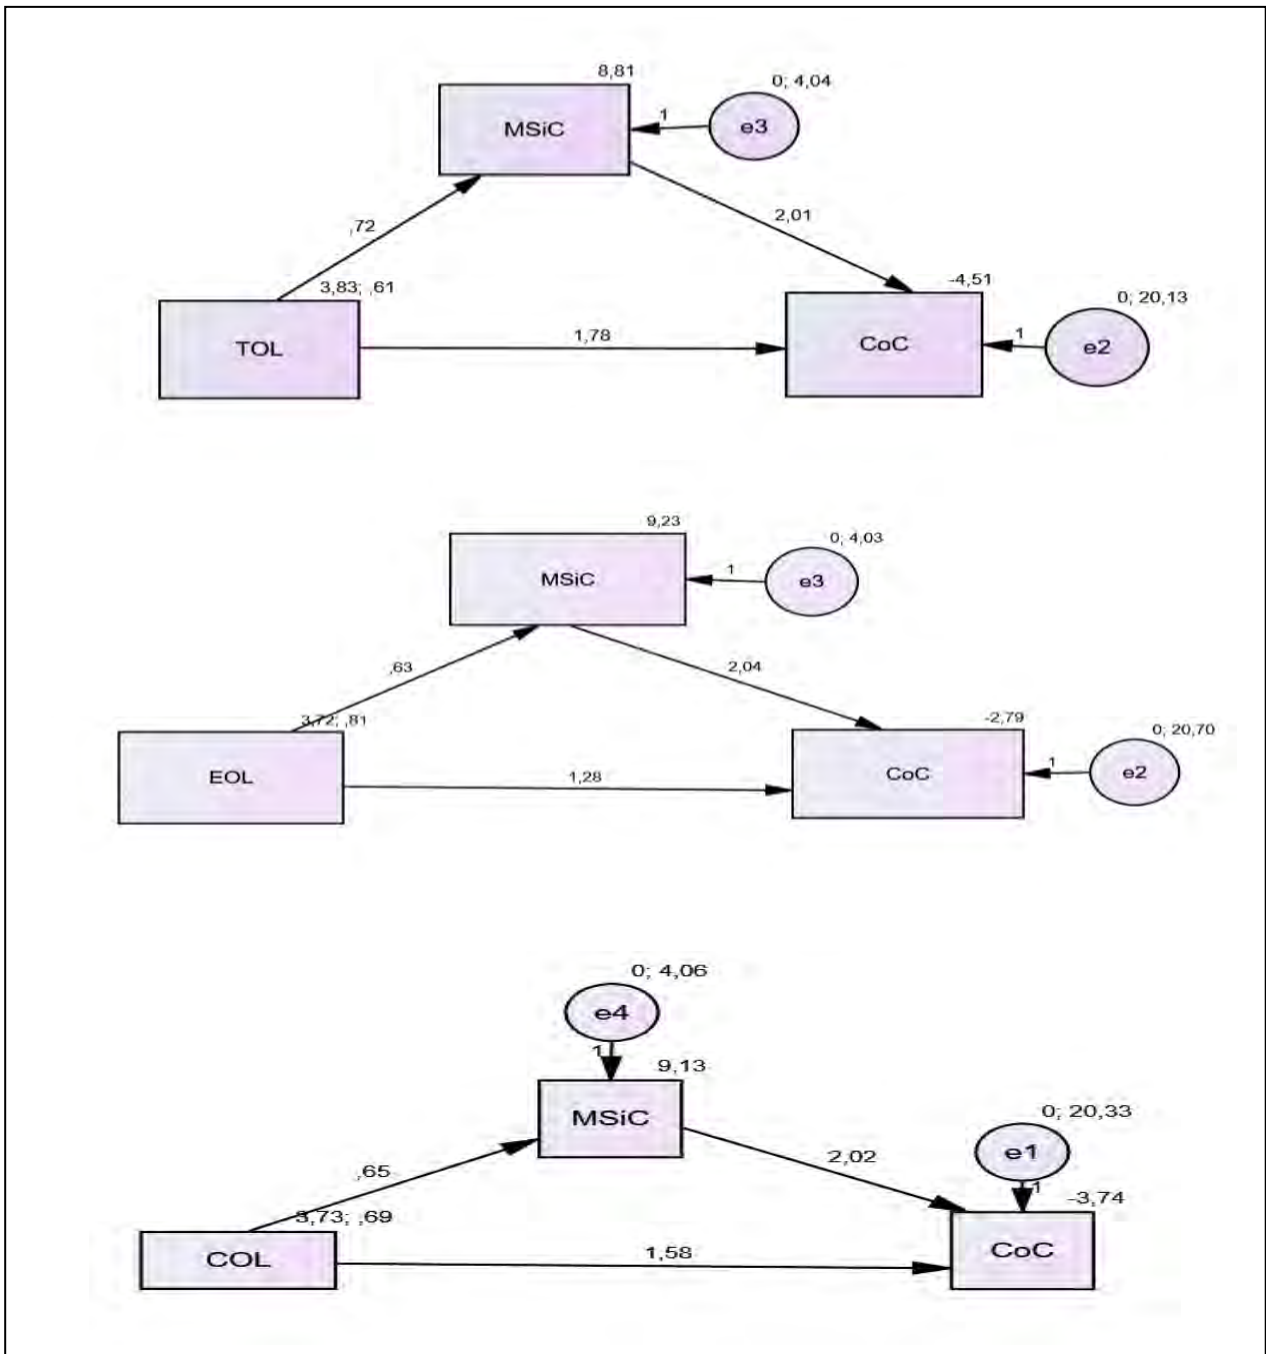 8,81
0; 4,04
MSiC
1
e3
,72
2,01
3,83; ,61
-4,51
0; 20,13
TOL
1,78
CoC
1
e2
9,23
0; 4,03
MSiC
1
e3
,63
2,04
3,72; ,81
-2,79
0; 20,70
EOL
1,28
CoC
1
e2
0; 4,06
e4
1
9,13
MSiC
0; 20,33
e1
,65
2,02
1
-3,74
3,73; ,69
COL
1,58
CoC